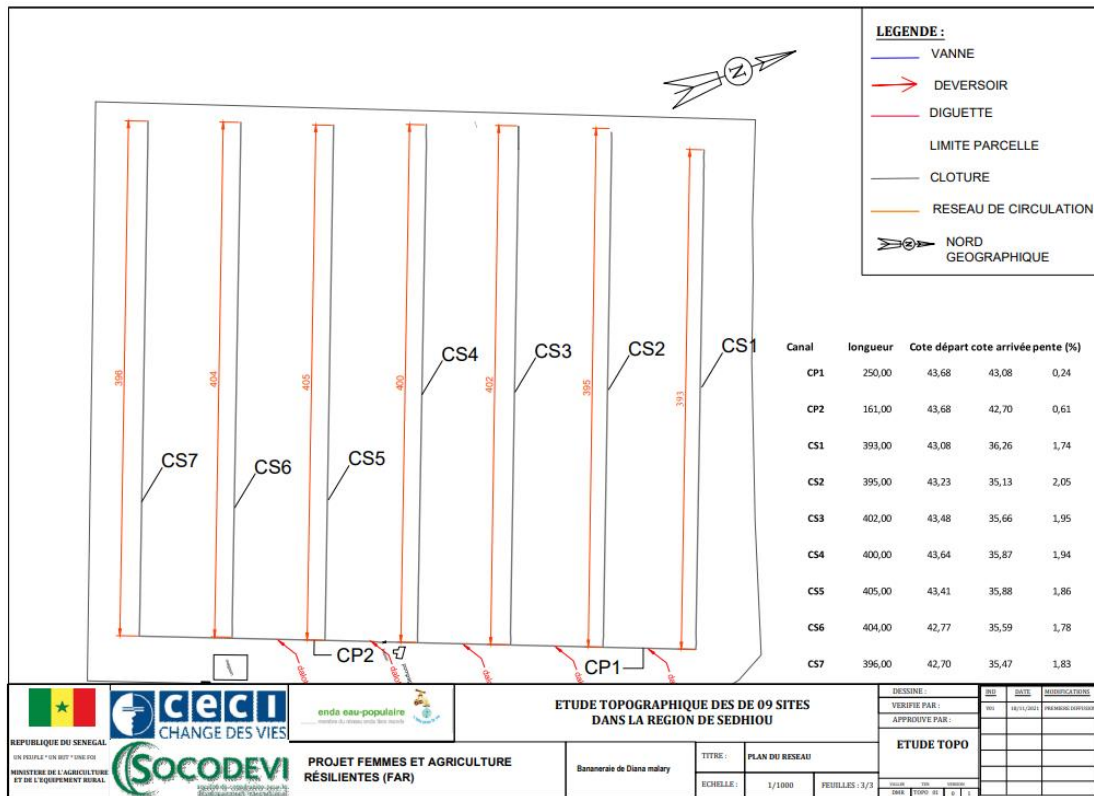 LEGENDE :
VANNE
DEVERSOIR
DIGUETTE
LIMITE PARCELLE
CLOTURE
RESEAU DE CIRCULATION
NORD
GEOGRAPHIQUE
N
396
404
405
400
402
395
393
CS7
CS6
CS5
CS4
CS3
CS2
CS1
CP2
CP1
Canal longueur Cote départ cote arrivée pente (%)
CP1 250,00 43,68 43,08 0,24
CP2 161,00 43,68 42,70 0,61
CS1 393,00 43,08 36,26 1,74
CS2 395,00 43,23 35,13 2,05
CS3 402,00 43,48 35,66 1,95
CS4 400,00 43,64 35,87 1,94
CS5 405,00 43,41 35,88 1,86
CS6 404,00 42,77 35,59 1,78
CS7 396,00 42,70 35,47 1,83
REPUBLIQUE DU SENEGAL
UN PEUPLE * UN BUT * UNE FOI
MINISTERE DE L'AGRICULTURE
ET DE L'EQUIPEMENT RURAL
CECI
CHANGE DES VIES
SOCODEVI
enda eau-populaire
PROJET FEMMES ET AGRICULTURE
RÉSILIENTES (FAR)
ETUDE TOPOGRAPHIQUE DES DE 09 SITES
DANS LA REGION DE SEDHIOU
Bananeraie de Diana malary
TITRE : PLAN DU RESEAU
ECHELLE : 1/1000 FEUILLES : 3/3
DESSINE :
VERIFIE PAR :
APPROUVE PAR :
ETUDE TOPO
IND DATE MODIFICATIONS
V01 18/11/2021